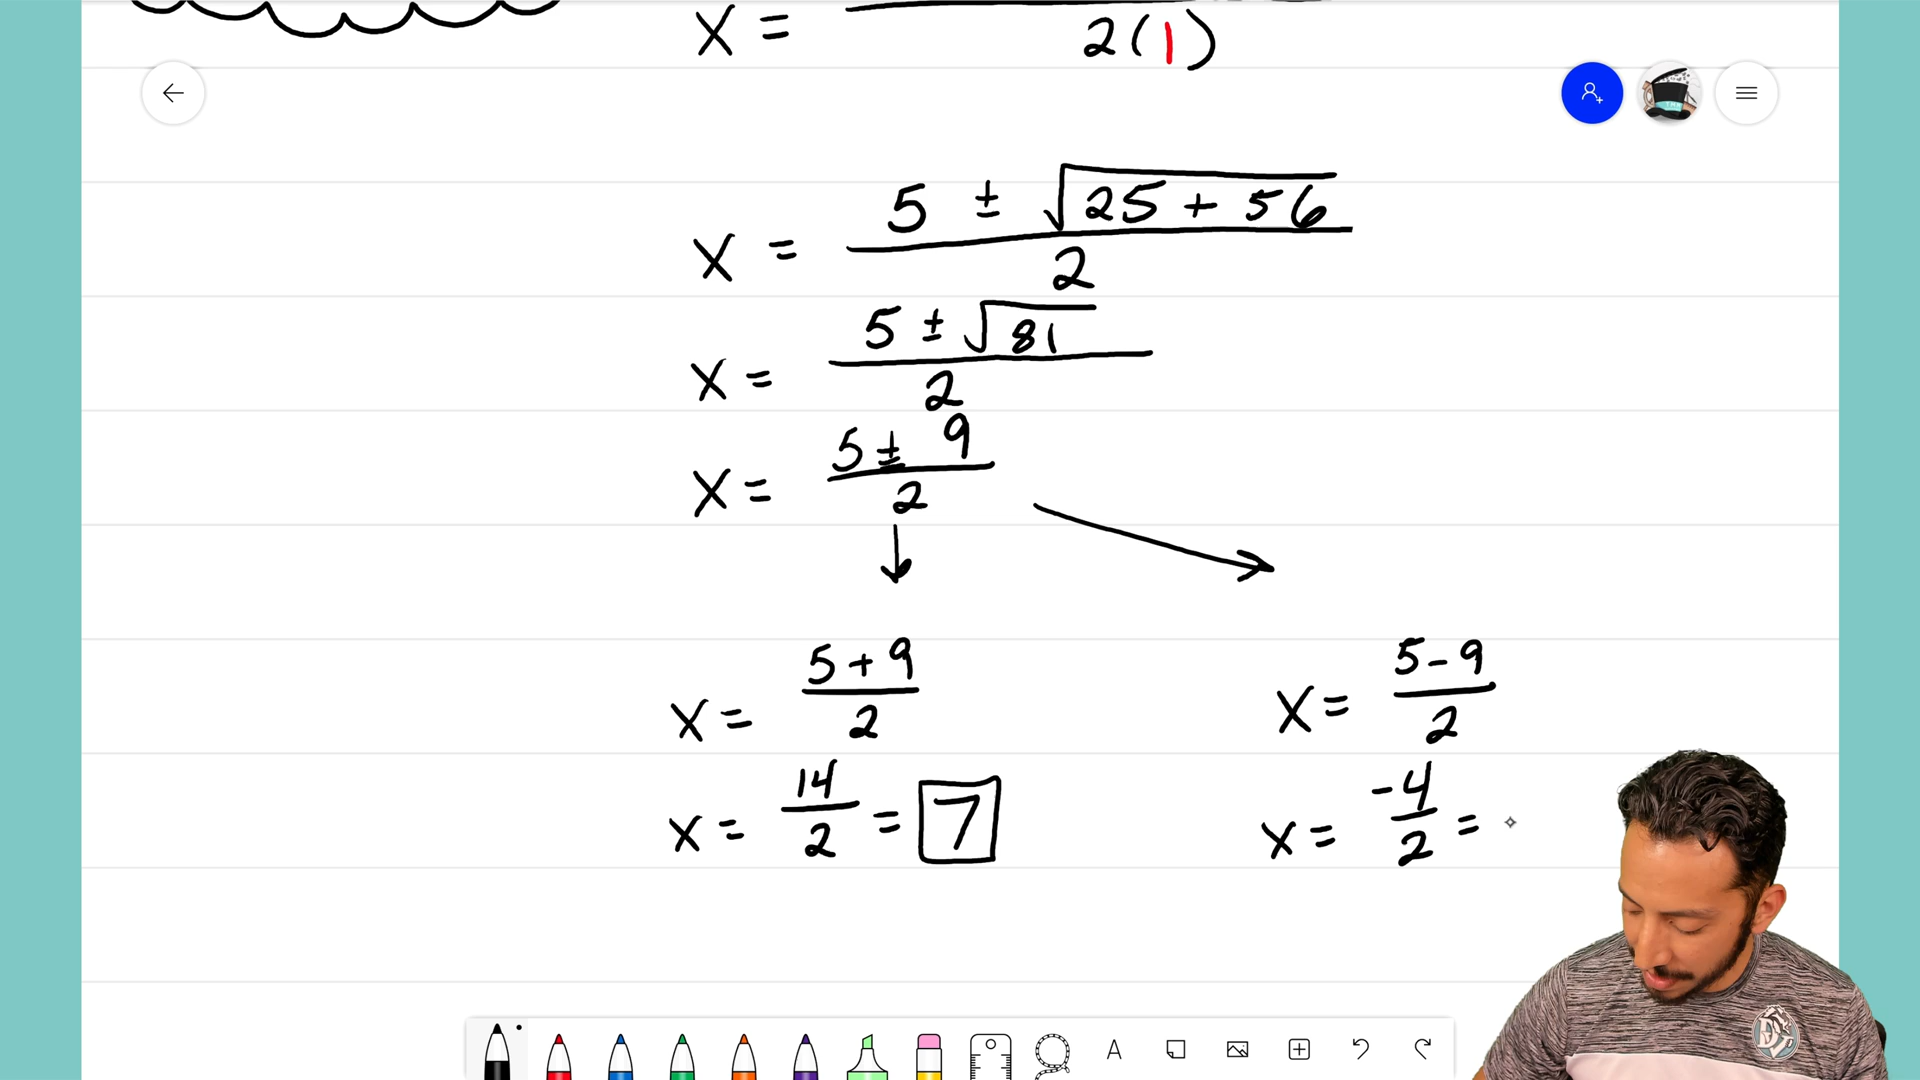 x = 2(1)
x = 5 ± √25 + 56 / 2
x = 5 ± √81 / 2
x = 5 ± 9 / 2
x = 5 + 9 / 2
x = 5 - 9 / 2
x = 14 / 2 = 7
x = -4 / 2 =
A